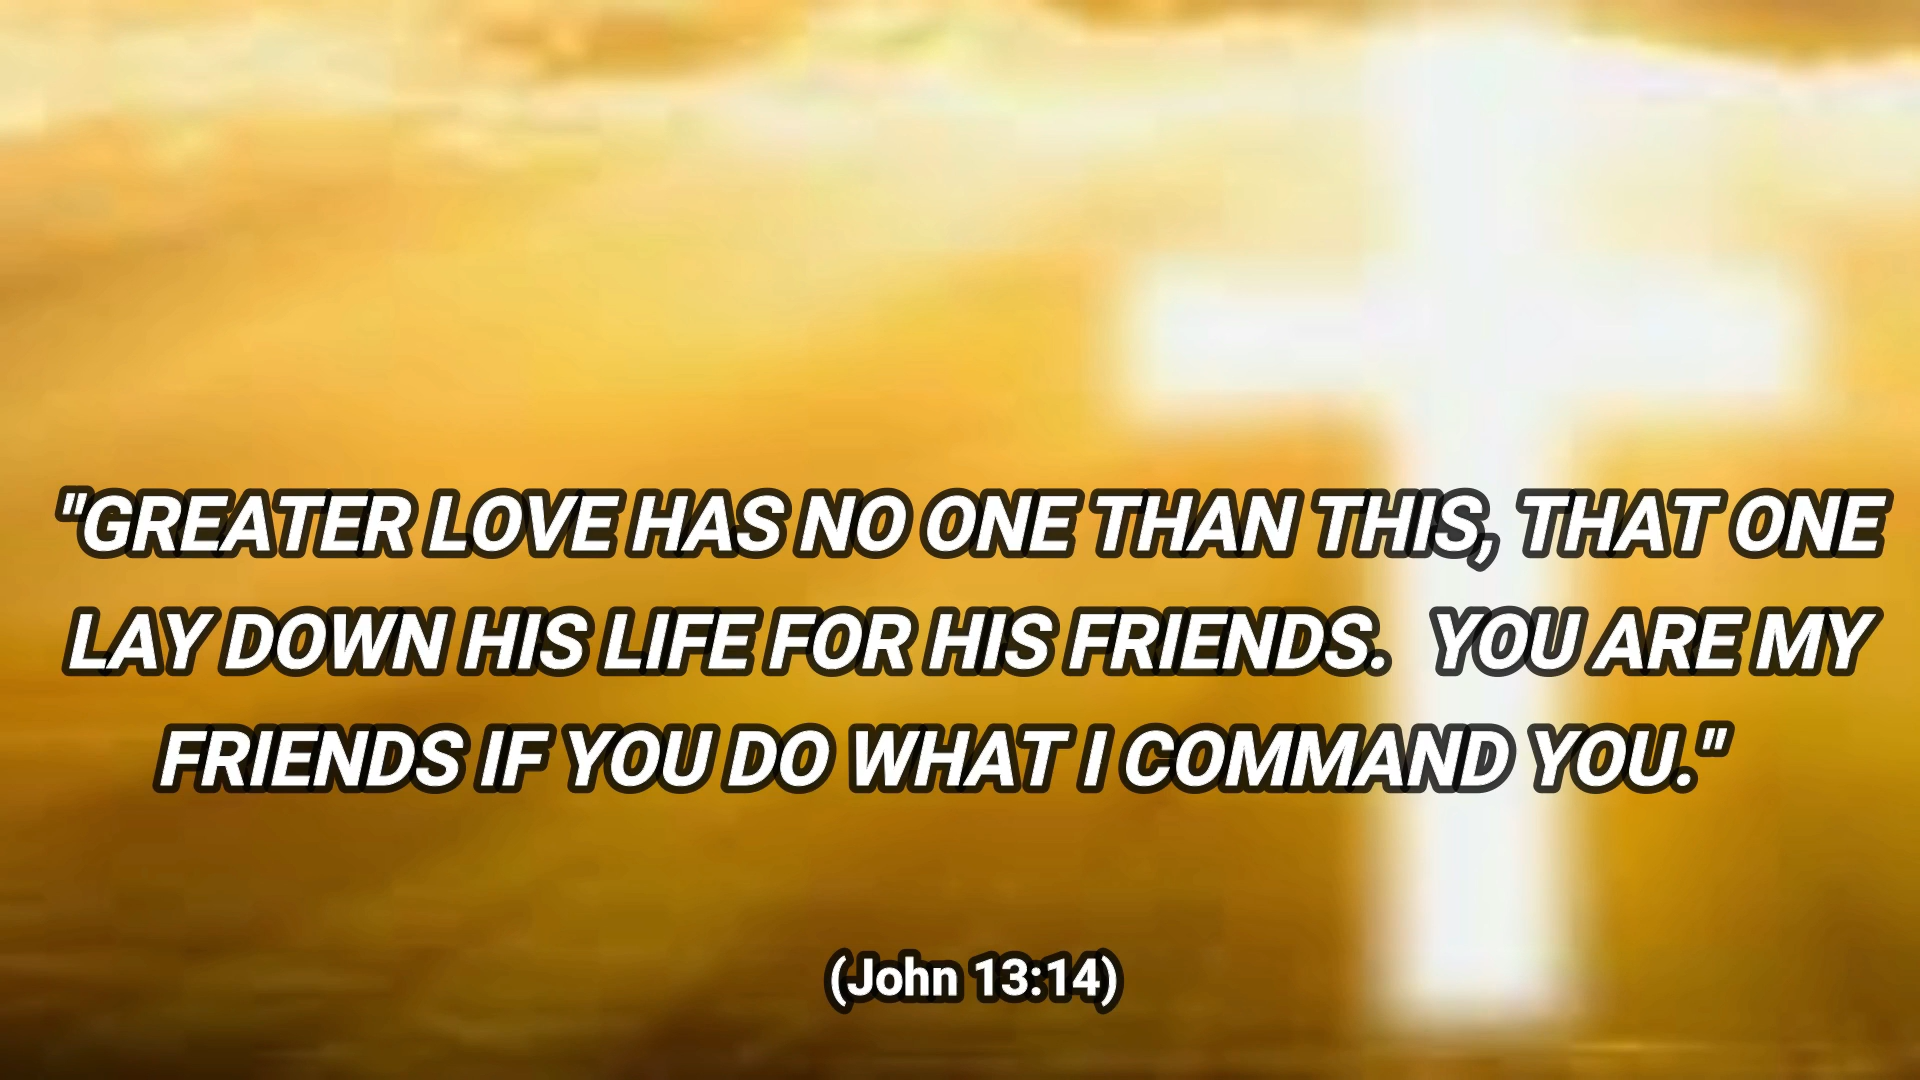 "GREATER LOVE HAS NO ONE THAN THIS, THAT ONE
LAY DOWN HIS LIFE FOR HIS FRIENDS.  YOU ARE MY
FRIENDS IF YOU DO WHAT I COMMAND YOU."
(John 13:14)